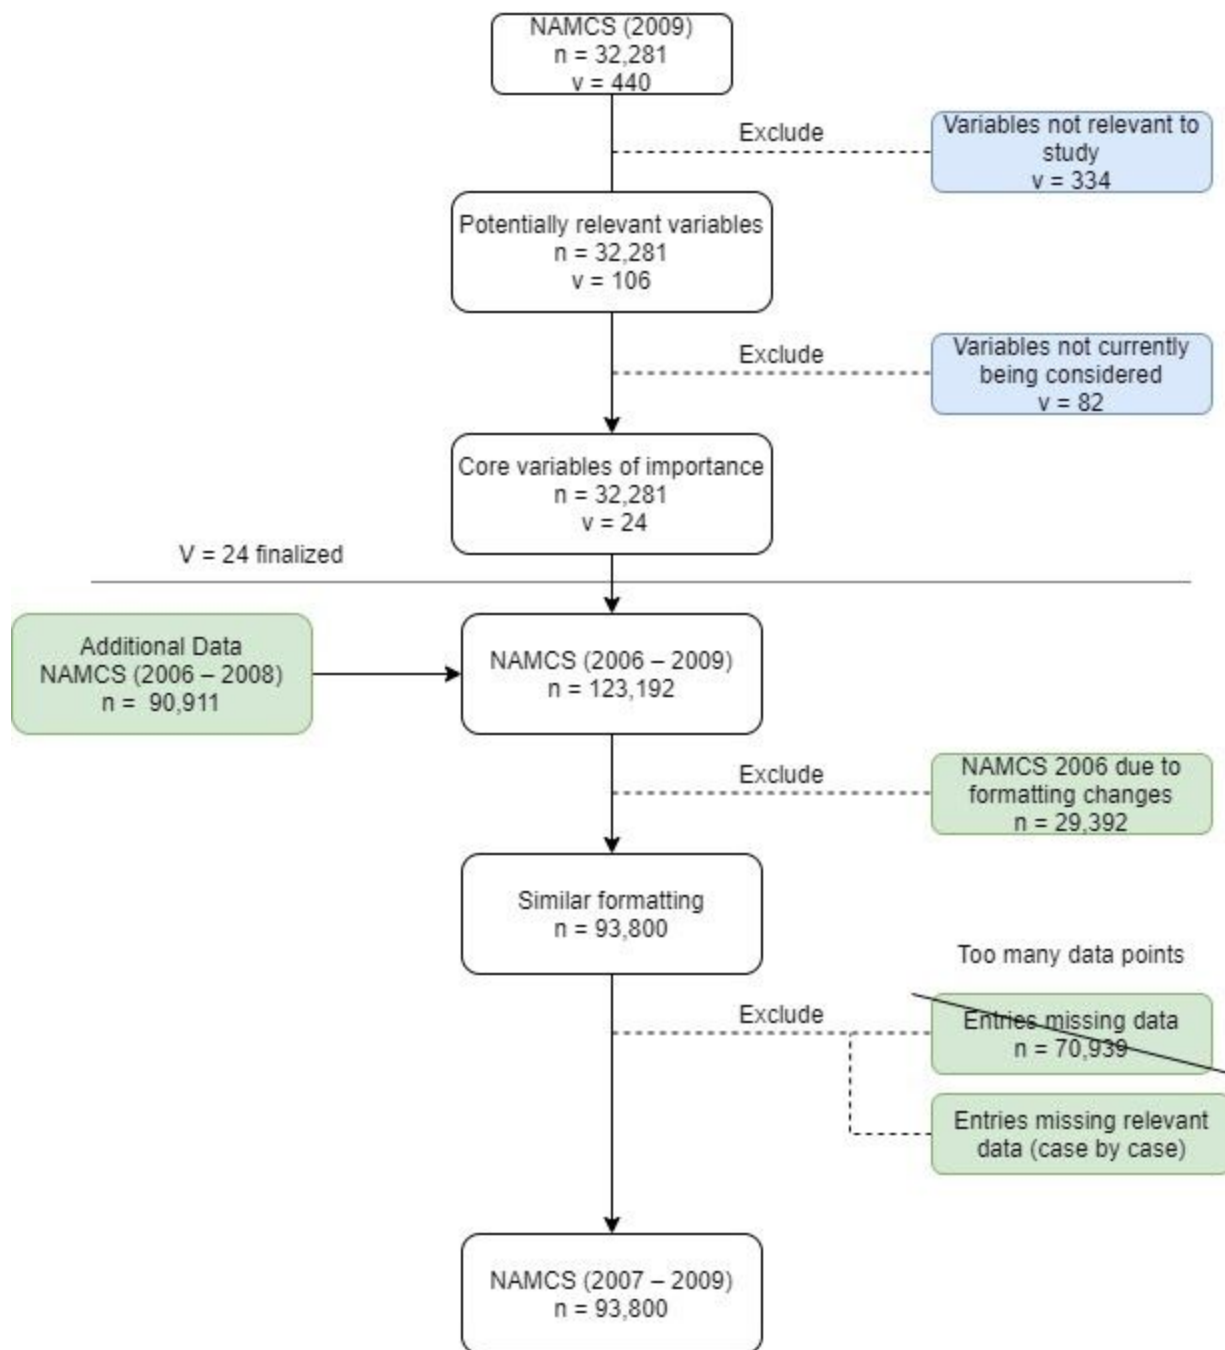 NAMCS (2009)
n = 32,281
v = 440
Exclude
Variables not relevant to
study
v = 334
Potentially relevant variables
n = 32,281
v = 106
Exclude
Variables not currently
being considered
v = 82
Core variables of importance
n = 32,281
v = 24
V = 24 finalized
Additional Data
NAMCS (2006 – 2008)
n =  90,911
NAMCS (2006 – 2009)
n = 123,192
Exclude
NAMCS 2006 due to
formatting changes
n = 29,392
Similar formatting
n = 93,800
Too many data points
Exclude
Entries missing data
n = 70,939
Entries missing relevant
data (case by case)
NAMCS (2007 – 2009)
n = 93,800